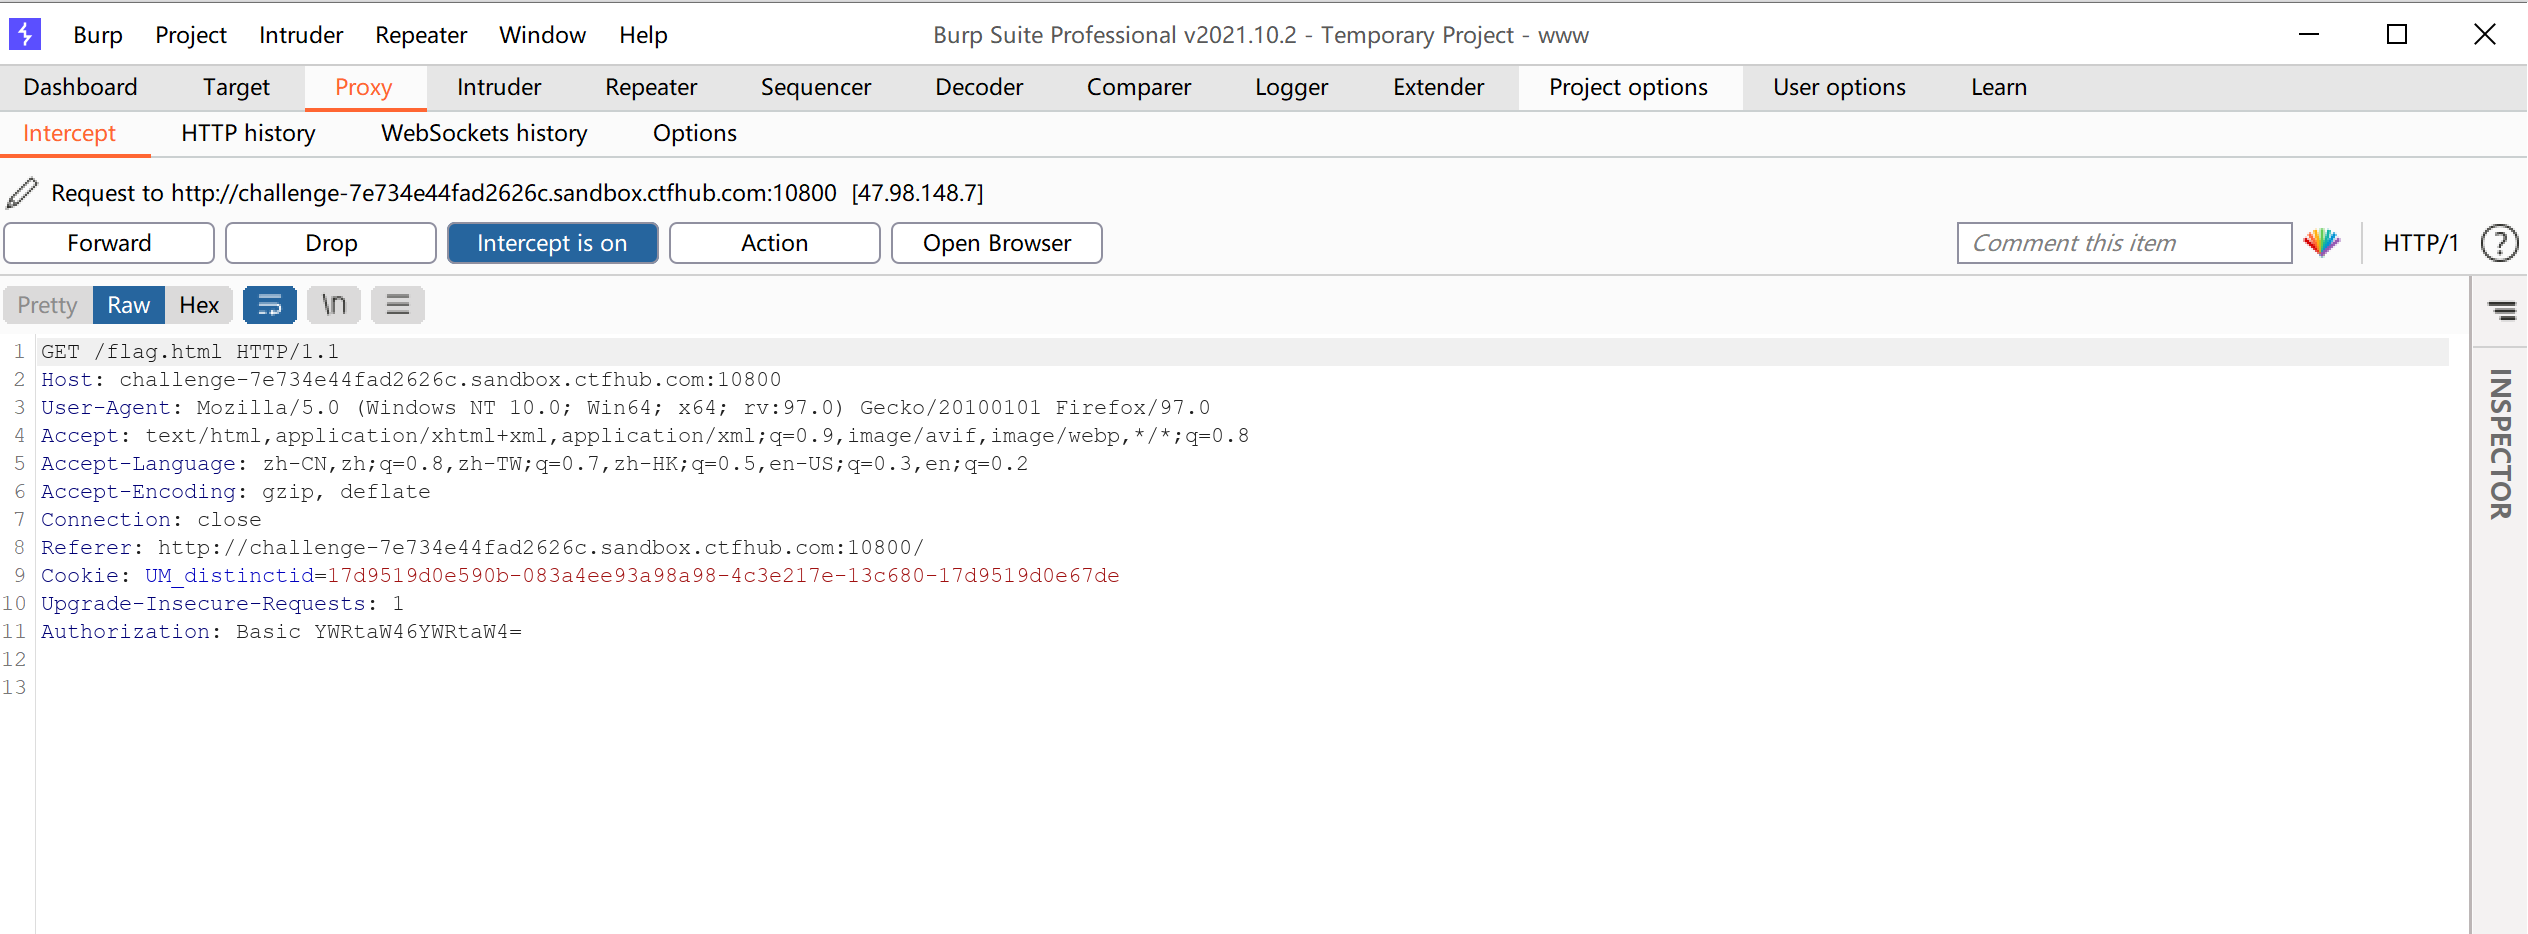 Burp Project Intruder Repeater Window Help Burp Suite Professional v2021.10.2 - Temporary Project - www
Dashboard Target Proxy Intruder Repeater Sequencer Decoder Comparer Logger Extender Project options User options Learn
Intercept HTTP history WebSockets history Options
Request to http://challenge-7e734e44fad2626c.sandbox.ctfhub.com:10800 [47.98.148.7]
Forward Drop Intercept is on Action Open Browser Comment this item HTTP/1 ?
Pretty Raw Hex \n
1 GET /flag.html HTTP/1.1
2 Host: challenge-7e734e44fad2626c.sandbox.ctfhub.com:10800
3 User-Agent: Mozilla/5.0 (Windows NT 10.0; Win64; x64; rv:97.0) Gecko/20100101 Firefox/97.0
4 Accept: text/html,application/xhtml+xml,application/xml;q=0.9,image/avif,image/webp,*/*;q=0.8
5 Accept-Language: zh-CN,zh;q=0.8,zh-TW;q=0.7,zh-HK;q=0.5,en-US;q=0.3,en;q=0.2
6 Accept-Encoding: gzip, deflate
7 Connection: close
8 Referer: http://challenge-7e734e44fad2626c.sandbox.ctfhub.com:10800/
9 Cookie: UM_distinctid=17d9519d0e590b-083a4ee93a98a98-4c3e217e-13c680-17d9519d0e67de
10 Upgrade-Insecure-Requests: 1
11 Authorization: Basic YWRtaW46YWRtaW4=
12
13
INSPECTOR